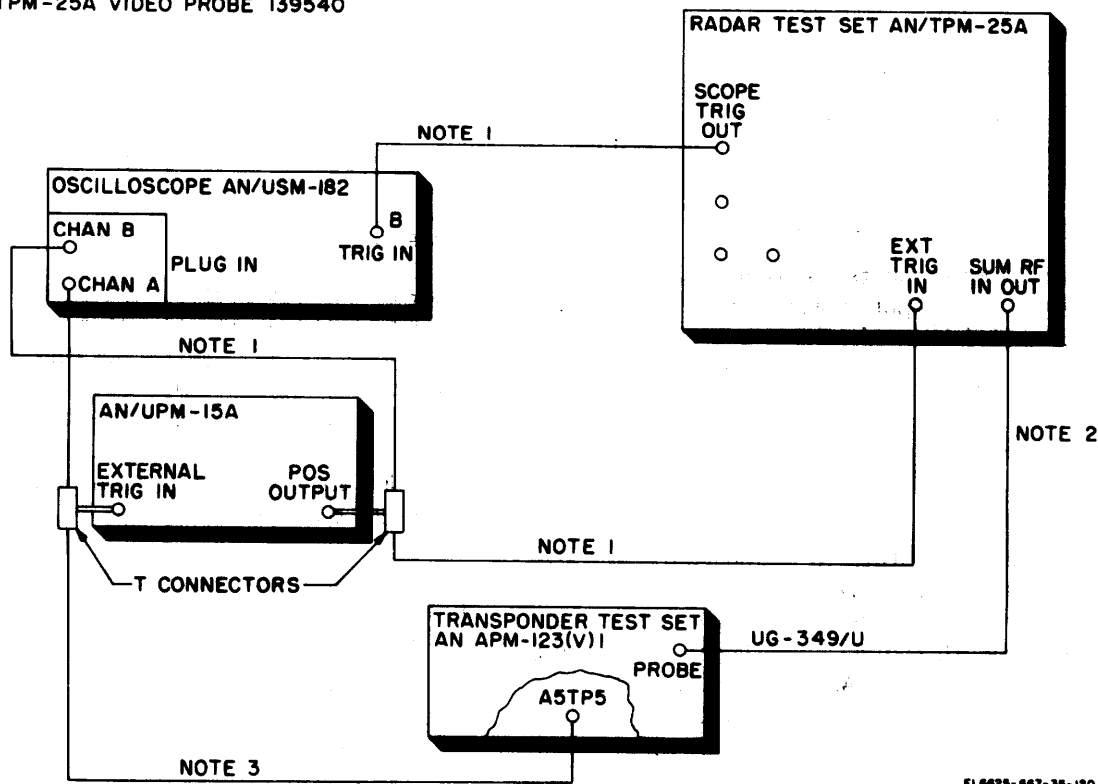 TPM-25A VIDEO PROBE 139540
RADAR TEST SET AN/TPM-25A
SCOPE
TRIG
OUT
NOTE 1
OSCILLOSCOPE AN/USM-182
CHAN B
B
TRIG IN
PLUG IN
CHAN A
EXT
TRIG
IN
SUM RF
IN OUT
NOTE 1
AN/UPM-15A
NOTE 2
EXTERNAL
TRIG IN
POS
OUTPUT
NOTE 1
T CONNECTORS
TRANSPONDER TEST SET
AN APM-123(V)1
UG-349/U
PROBE
A5TP5
NOTE 3